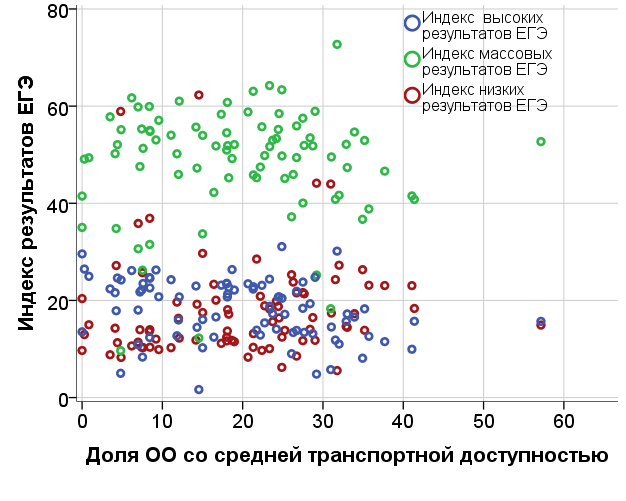 80
60
40
20
0
Индекс результатов ЕГЭ
Индекс высоких
результатов ЕГЭ
Индекс массовых
результатов ЕГЭ
Индекс низких
результатов ЕГЭ
0 10 20 30 40 50 60
Доля ОО со средней транспортной доступностью